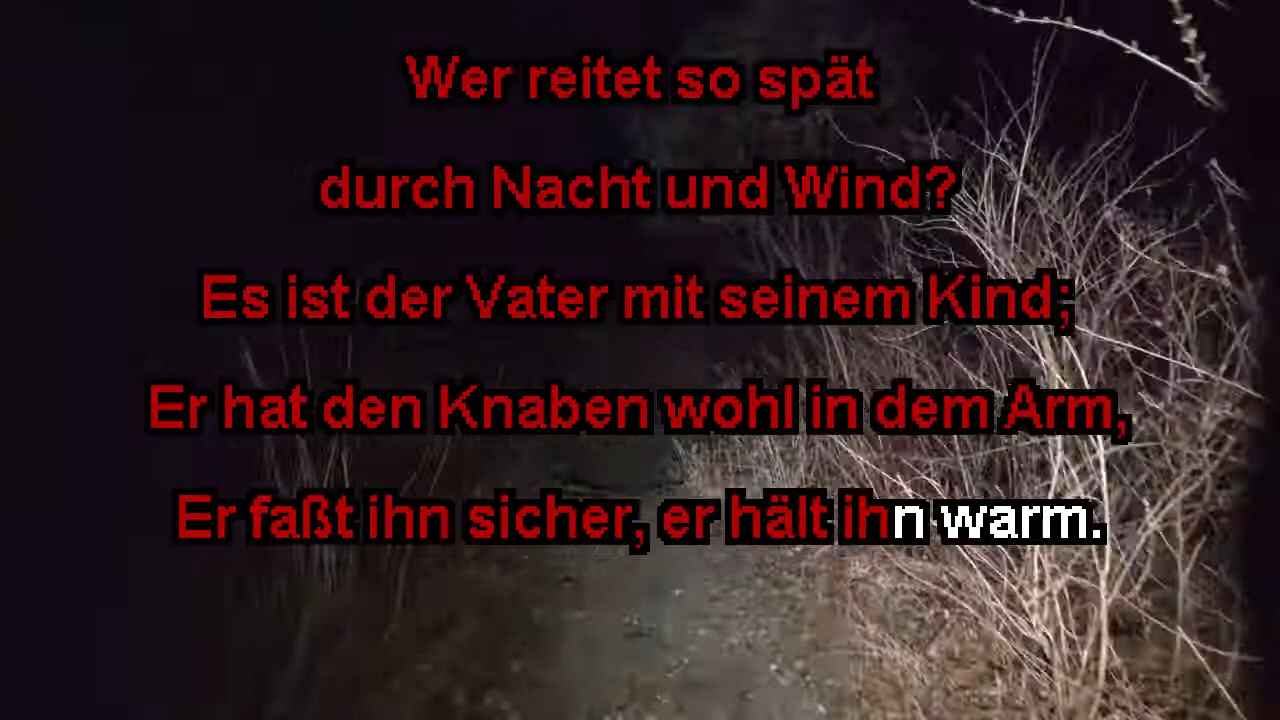 Wer reitet so spät
durch Nacht und Wind?
Es ist der Vater mit seinem Kind;
Er hat den Knaben wohl in dem Arm,
Er faßt ihn sicher, er hält ihn warm.